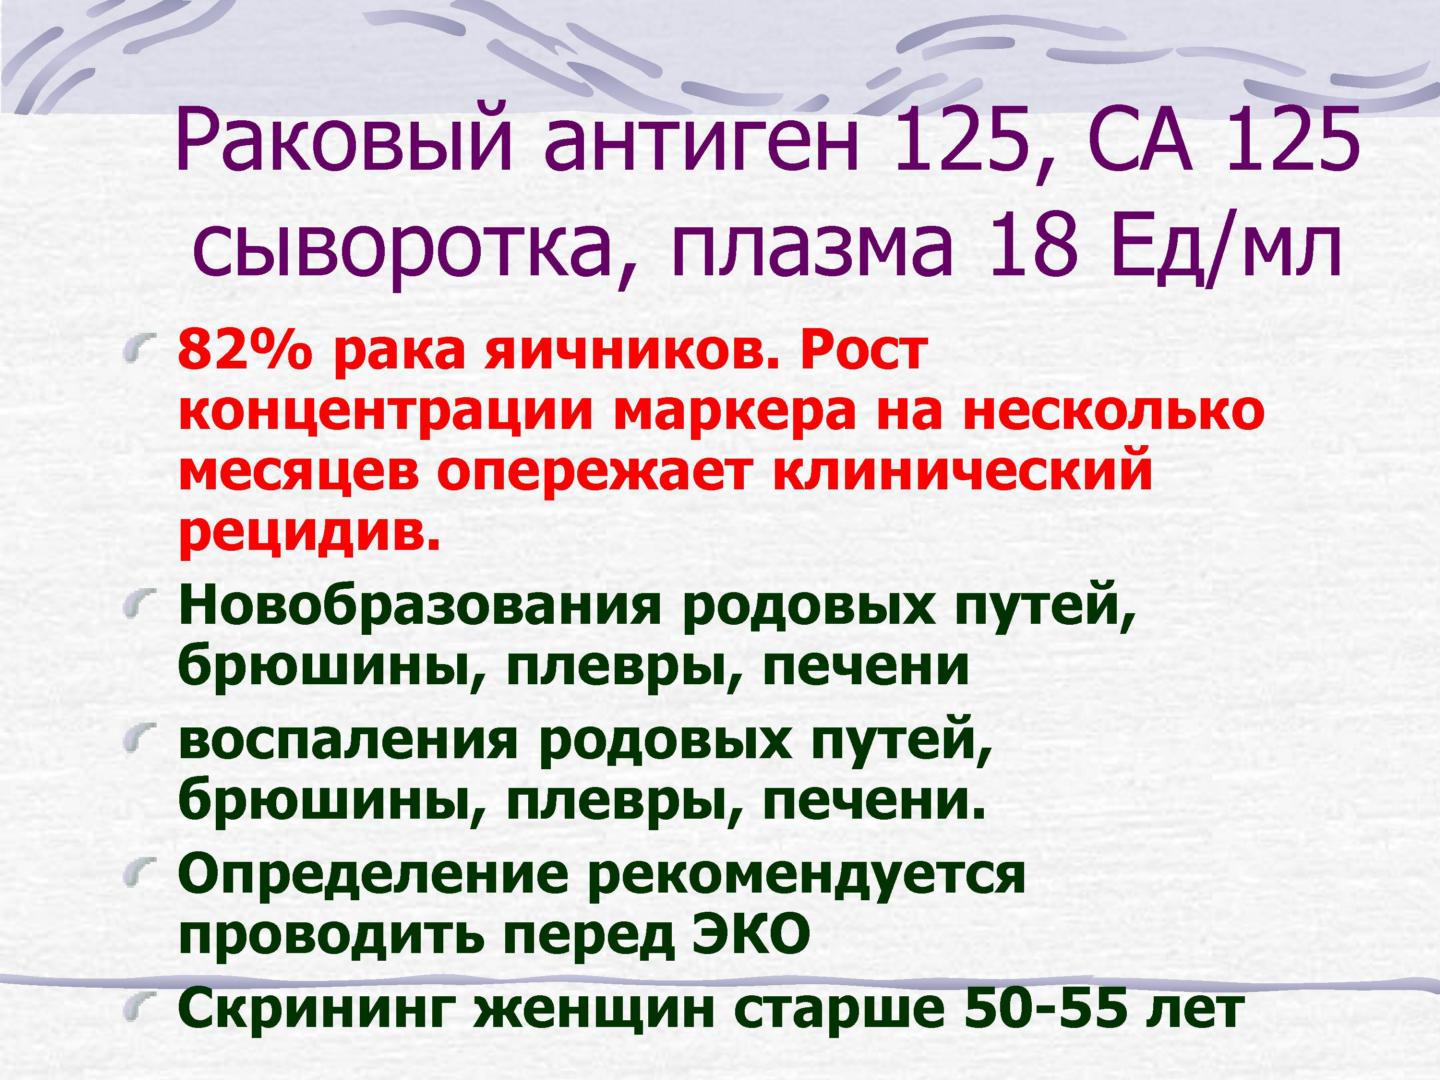 Раковый антиген 125, СА 125
сыворотка, плазма 18 Ед/мл
82% рака яичников. Рост
концентрации маркера на несколько
месяцев опережает клинический
рецидив.
Новобразования родовых путей,
брюшины, плевры, печени
воспаления родовых путей,
брюшины, плевры, печени.
Определение рекомендуется
проводить перед ЭКО
Скрининг женщин старше 50-55 лет